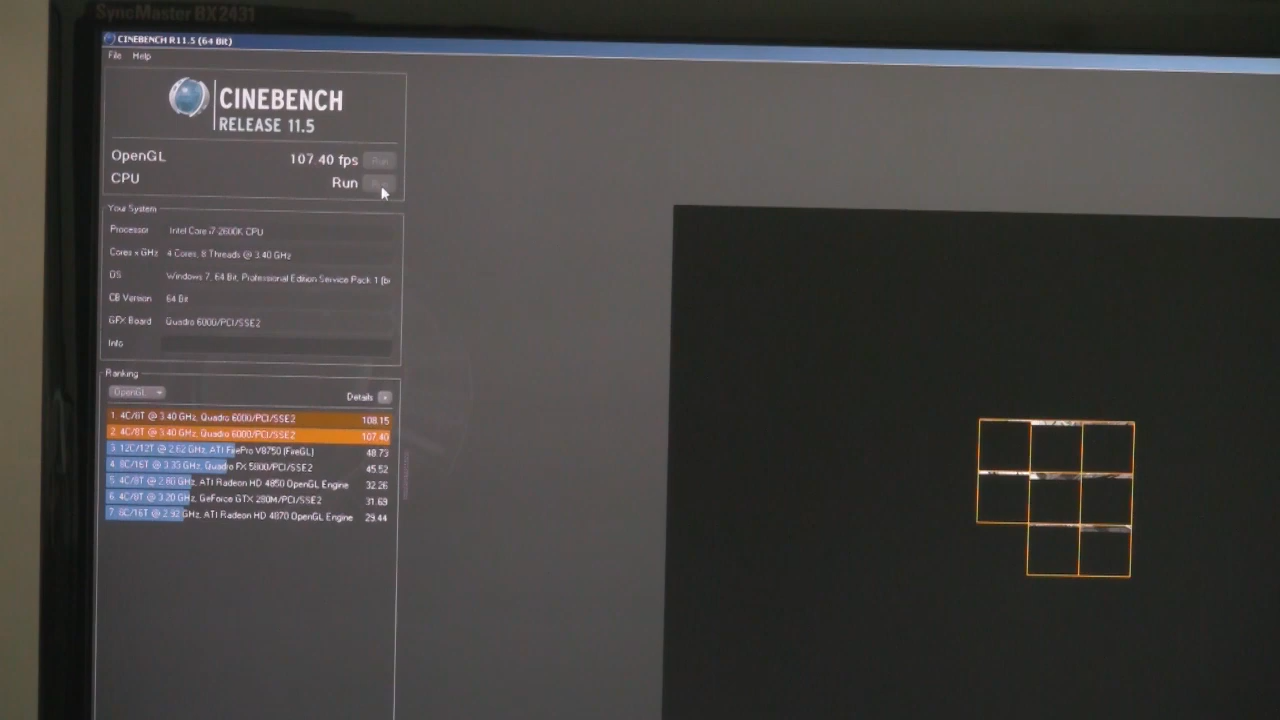 SyncMaster BX2431
CINEBENCH R11.5 (64 Bit)
File Help
CINEBENCH
RELEASE 11.5
OpenGL 107.40 fps Run
CPU Run
Your System
Processor Intel Core i7-2600K CPU
Cores x GHz 4 Cores, 8 Threads @ 3.40 GHz
OS Windows 7, 64 Bit, Professional Edition Service Pack 1 (b
CB Version 64 Bit
GFX Board Quadro 6000/PCI/SSE2
Info
Ranking
OpenGL Details
1. 4C/8T @ 3.40 GHz, Quadro 6000/PCI/SSE2 108.15
2. 4C/8T @ 3.40 GHz, Quadro 6000/PCI/SSE2 107.40
3. 12C/12T @ 2.62 GHz, ATI FirePro V8750 (FireGL) 48.73
4. 8C/16T @ 3.33 GHz, Quadro FX 5800/PCI/SSE2 45.52
5. 4C/8T @ 2.80 GHz, ATI Radeon HD 4850 OpenGL Engine 32.26
6. 4C/8T @ 3.20 GHz, GeForce GTX 280M/PCI/SSE2 31.69
7. 8C/16T @ 2.92 GHz, ATI Radeon HD 4870 OpenGL Engine 29.44